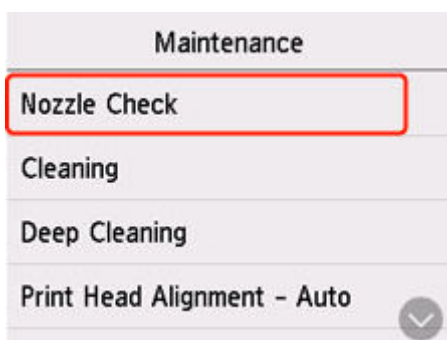 Maintenance
Nozzle Check
Cleaning
Deep Cleaning
Print Head Alignment - Auto